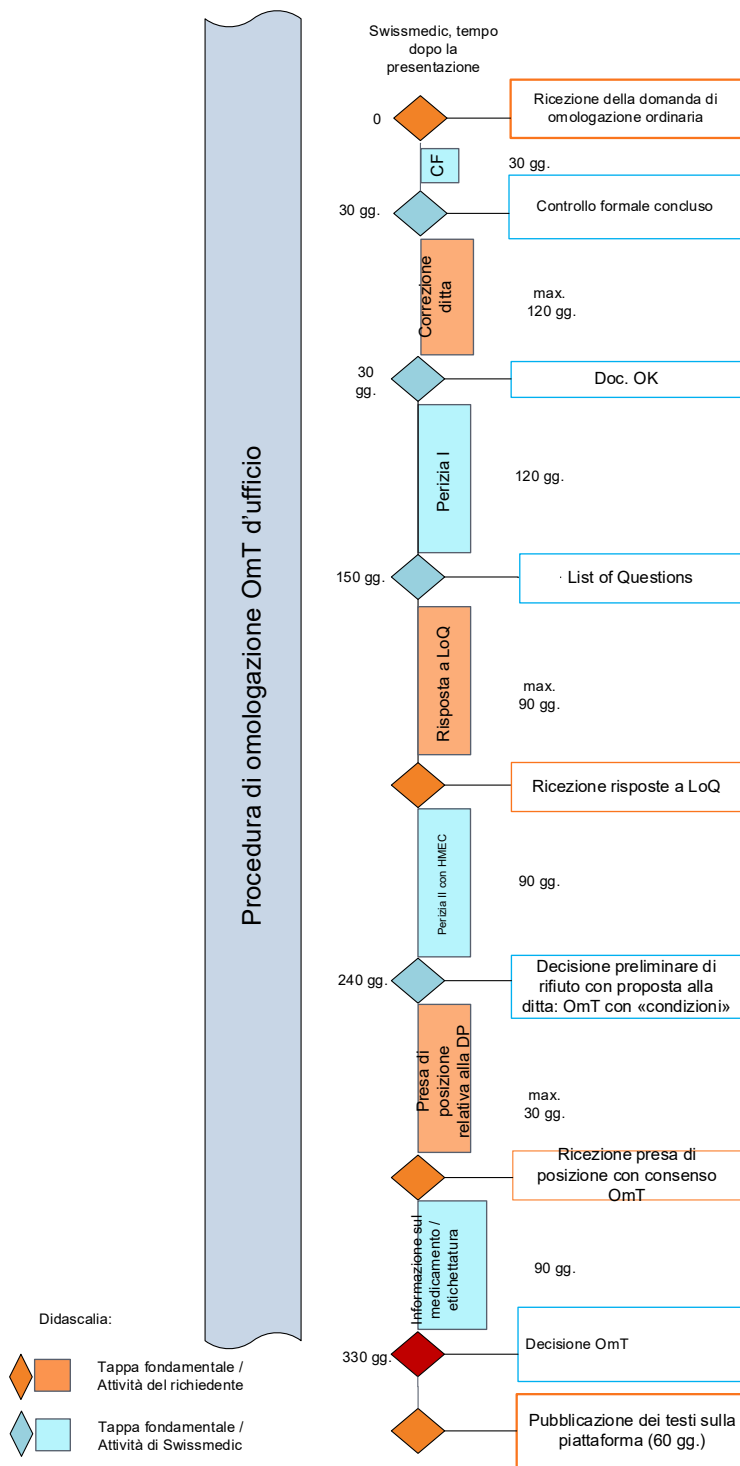 Swissmedic, tempo
dopo la
presentazione
0
Ricezione della domanda di
omologazione ordinaria
CF
30 gg.
30 gg.
Controllo formale concluso
Correzione
ditta
max.
120 gg.
30
gg.
Doc. OK
Perizia I
120 gg.
150 gg.
· List of Questions
Risposta a LoQ
max.
90 gg.
Ricezione risposte a LoQ
Perizia II con HMEC
90 gg.
240 gg.
Decisione preliminare di
rifiuto con proposta alla
ditta: OmT con «condizioni»
Presa di
posizione
relativa alla DP
max.
30 gg.
Ricezione presa di
posizione con consenso
OmT
Informazione sul
medicamento /
etichettatura
90 gg.
330 gg.
Decisione OmT
Pubblicazione dei testi sulla
piattaforma (60 gg.)
Procedura di omologazione OmT d'ufficio
Didascalia:
Tappa fondamentale /
Attività del richiedente
Tappa fondamentale /
Attività di Swissmedic